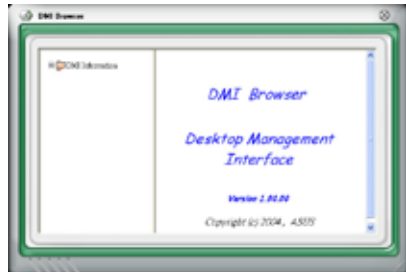 DMI Browser
DMI Information
DMI Browser
Desktop Management
Interface
Version 1.00.00
Copyright (c) 2004, ASUS